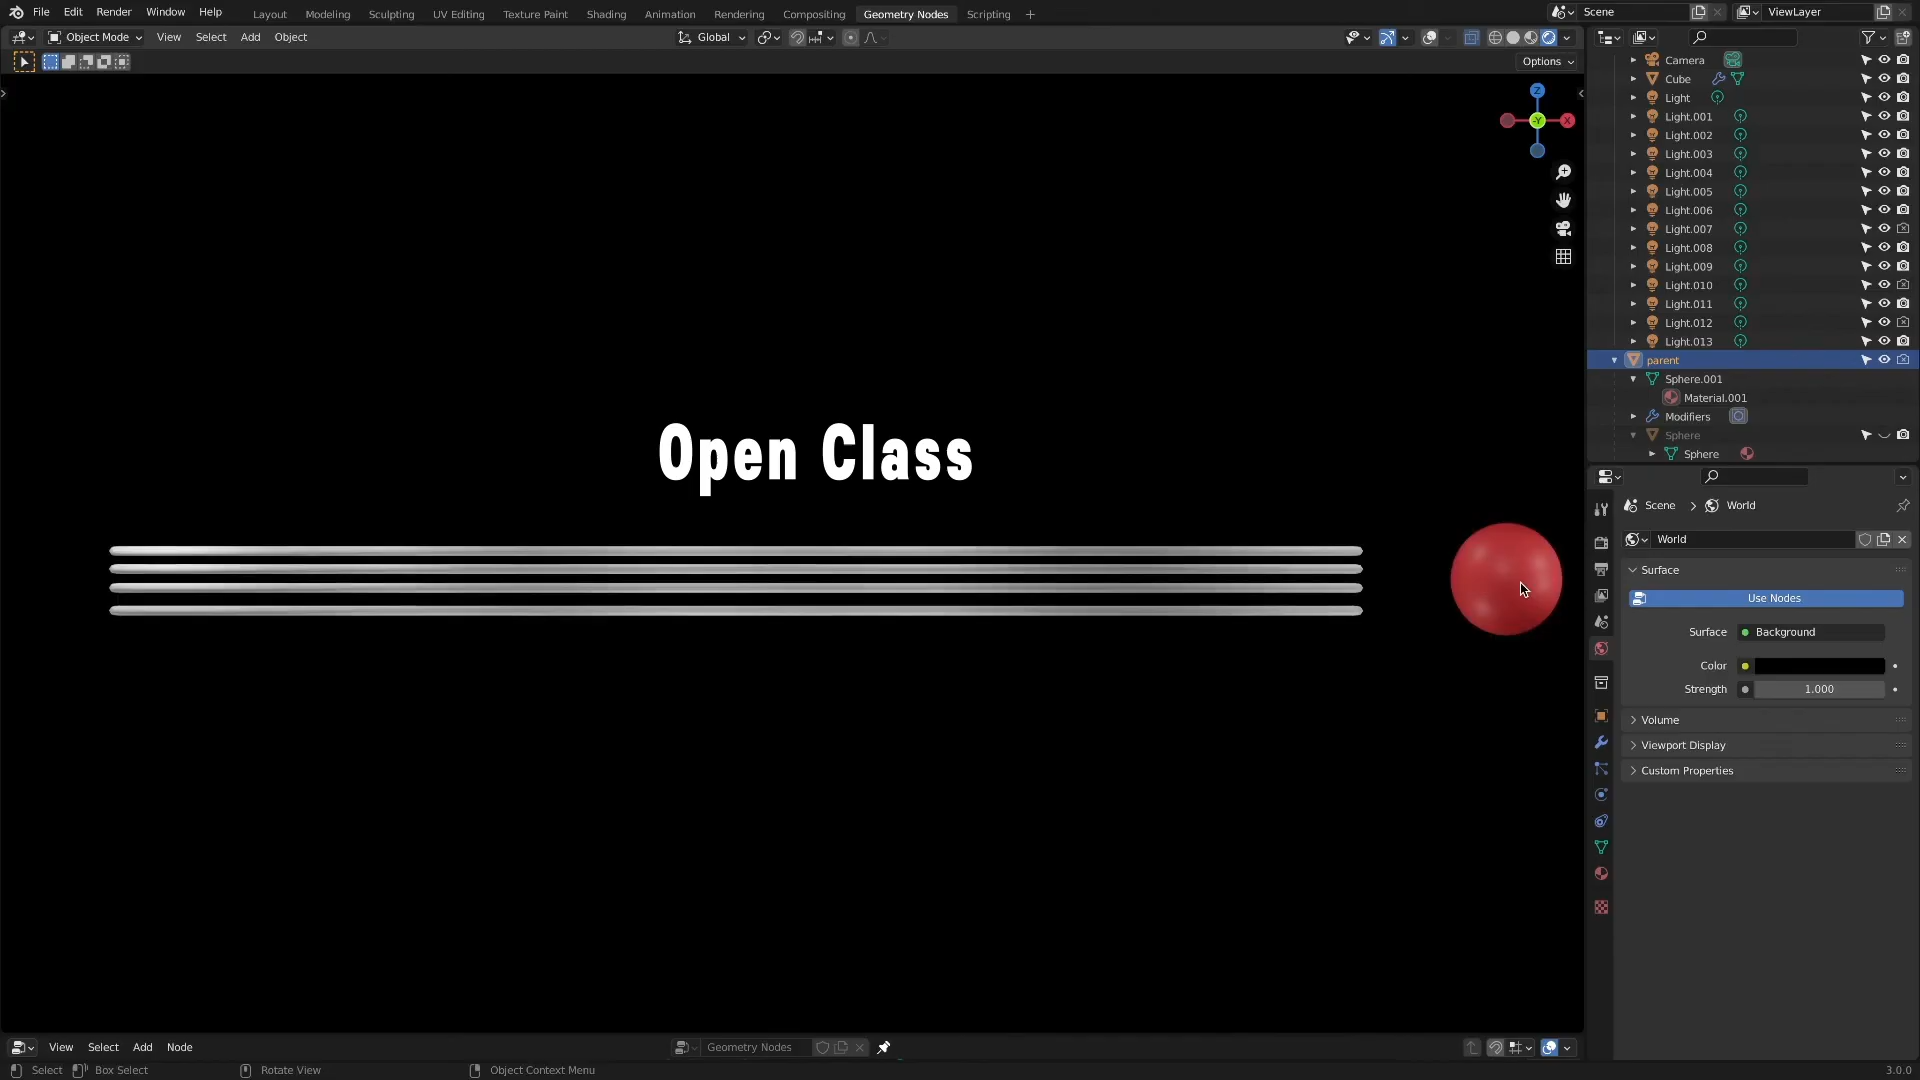 File Edit Render Window Help Layout Modeling Sculpting UV Editing Texture Paint Shading Animation Rendering Compositing Geometry Nodes Scripting + Scene ViewLayer
Object Mode View Select Add Object Global
Options
Camera
Cube
Light
Light.001
Light.002
Light.003
Light.004
Light.005
Light.006
Light.007
Light.008
Light.009
Light.010
Light.011
Light.012
Light.013
parent
Sphere.001
Material.001
Modifiers
Sphere
Sphere
Z
-Y
X
Open Class
Scene > World
World
Surface
Use Nodes
Surface Background
Color
Strength 1.000
Volume
Viewport Display
Custom Properties
View Select Add Node Geometry Nodes
Select Box Select Rotate View Object Context Menu 3.0.0